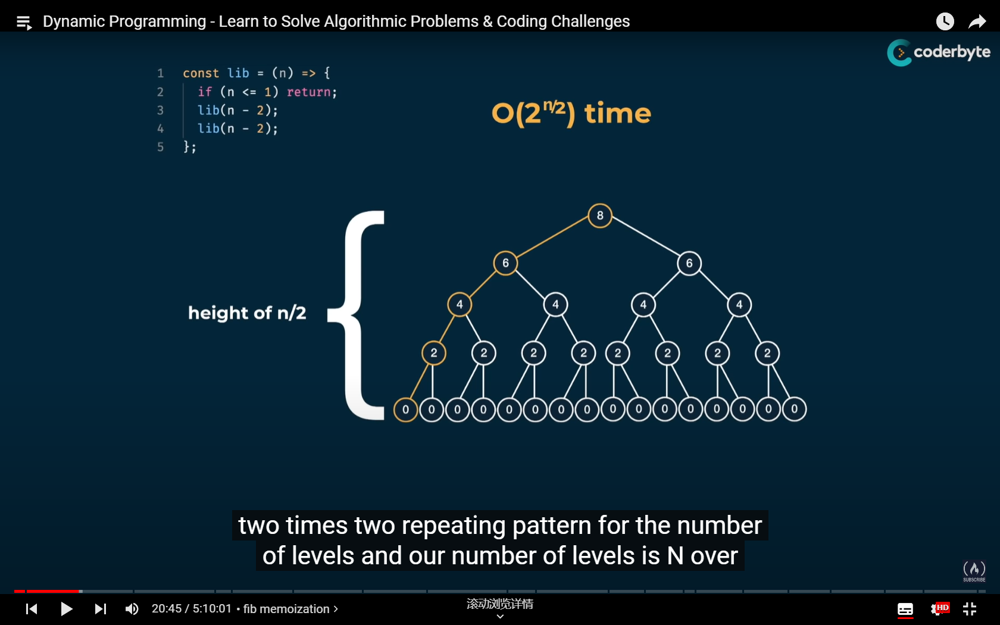 Dynamic Programming - Learn to Solve Algorithmic Problems & Coding Challenges
coderbyte
1 const lib = (n) => {
2 if (n <= 1) return;
3 lib(n - 2);
4 lib(n - 2);
5 };
O(2^n/2) time
8
6 6
4 4 4 4
height of n/2
2 2 2 2 2 2 2 2
0 0 0 0 0 0 0 0 0 0 0 0 0 0 0 0
two times two repeating pattern for the number
of levels and our number of levels is N over
SUBSCRIBE
20:45 / 5:10:01 • fib memoization >
滚动浏览详情
HD